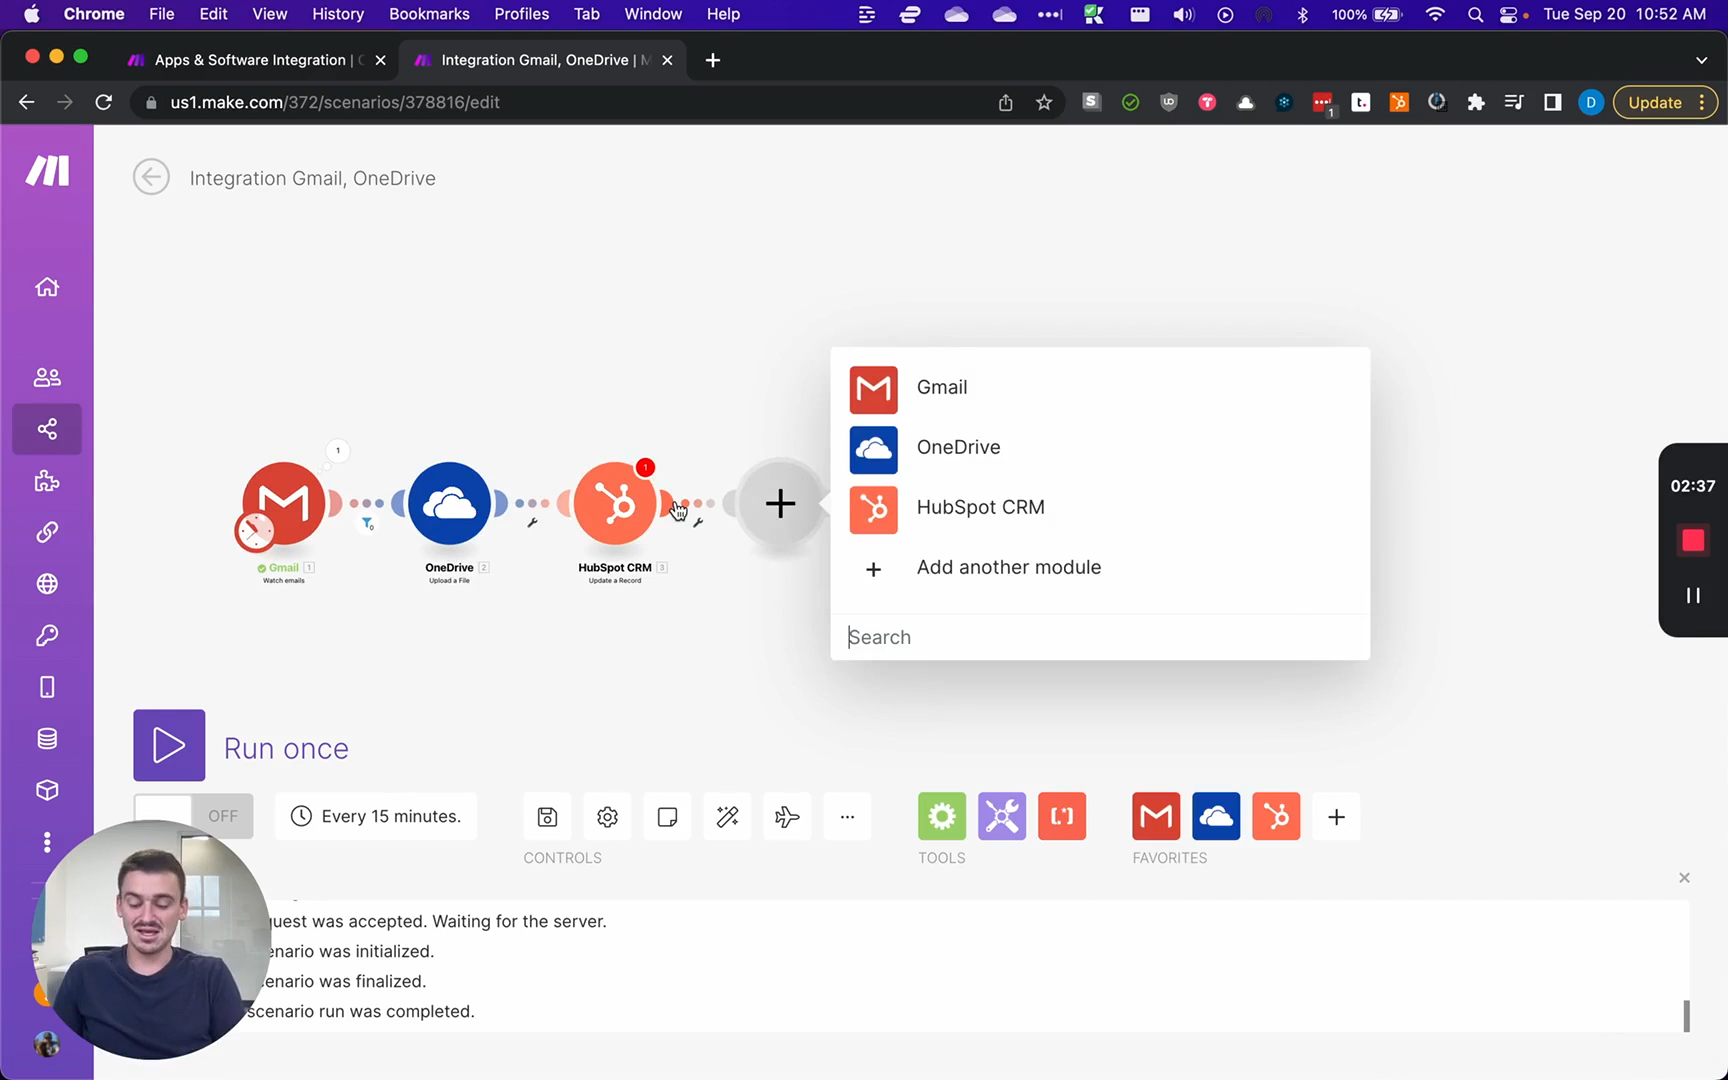 Chrome File Edit View History Bookmarks Profiles Tab Window Help 100% Tue Sep 20 10:52 AM
Apps & Software Integration |
Integration Gmail, OneDrive | M
us1.make.com/372/scenarios/378816/edit
1
D
Update
Integration Gmail, OneDrive
1
1
Gmail 1
Watch emails
OneDrive 2
Upload a File
HubSpot CRM 3
Update a Record
Gmail
OneDrive
HubSpot CRM
Add another module
Search
02:37
Run once
OFF
Every 15 minutes.
CONTROLS
TOOLS
FAVORITES
quest was accepted. Waiting for the server.
enario was initialized.
enario was finalized.
scenario run was completed.